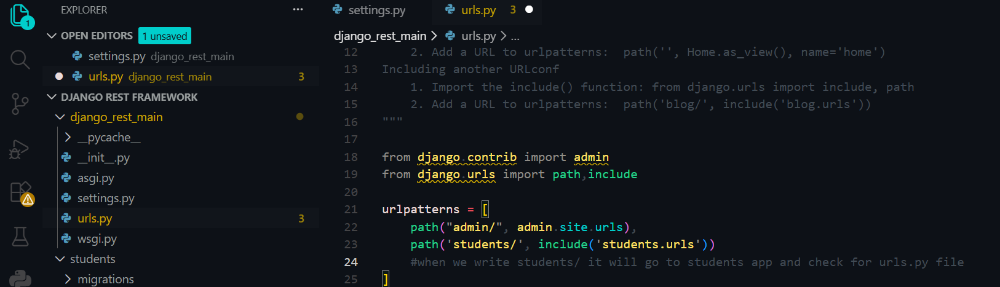 EXPLORER
...
OPEN EDITORS 1 unsaved
settings.py django_rest_main
urls.py django_rest_main 3
DJANGO REST FRAMEWORK
django_rest_main
__pycache__
__init__.py
asgi.py
settings.py
urls.py 3
wsgi.py
students
migrations
1
settings.py
urls.py 3
django_rest_main > urls.py > ...
12 2. Add a URL to urlpatterns:  path('', Home.as_view(), name='home')
13 Including another URLconf
14 1. Import the include() function: from django.urls import include, path
15 2. Add a URL to urlpatterns:  path('blog/', include('blog.urls'))
16 """
17
18 from django.contrib import admin
19 from django.urls import path,include
20
21 urlpatterns = [
22 path("admin/", admin.site.urls),
23 path('students/', include('students.urls'))
24 #when we write students/ it will go to students app and check for urls.py file
25 ]